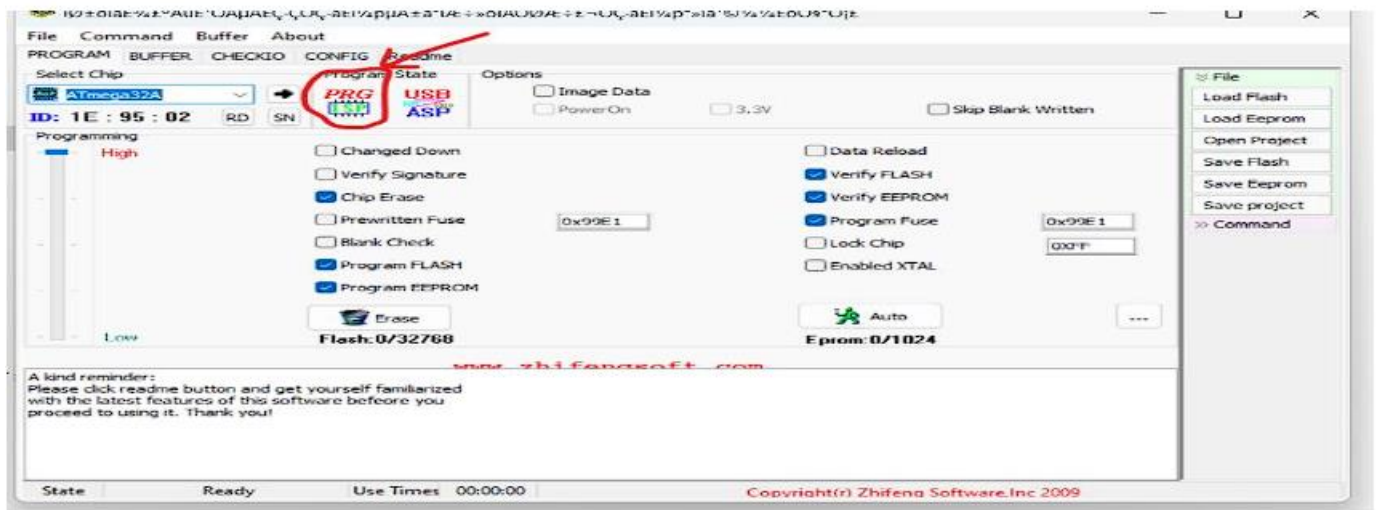 File Command Buffer About
PROGRAM BUFFER CHECKIO CONFIG Readme
Select Chip
Program State
Options
ATmega32A
PRG
ISP
USB
ASP
Image Data
PowerOn
3.3V
Skip Blank Written
ID: 1E : 95 : 02 RD SN
Programming
High
Low
Changed Down
Verify Signature
Chip Erase
Prewritten Fuse 0x99E1
Blank Check
Program FLASH
Program EEPROM
Data Reload
Verify FLASH
Verify EEPROM
Program Fuse 0x99E1
Lock Chip
Enabled XTAL
Erase
Auto
...
Flash:0/32768
Eprom:0/1024
www zhifengsoft com
A kind reminder:
Please click readme button and get yourself familiarized
with the latest features of this software befeore you
proceed to using it. Thank you!
State Ready Use Times 00:00:00 Copyright(r) Zhifeng Software,Inc 2009
File
Load Flash
Load Eeprom
Open Project
Save Flash
Save Eeprom
Save project
Command